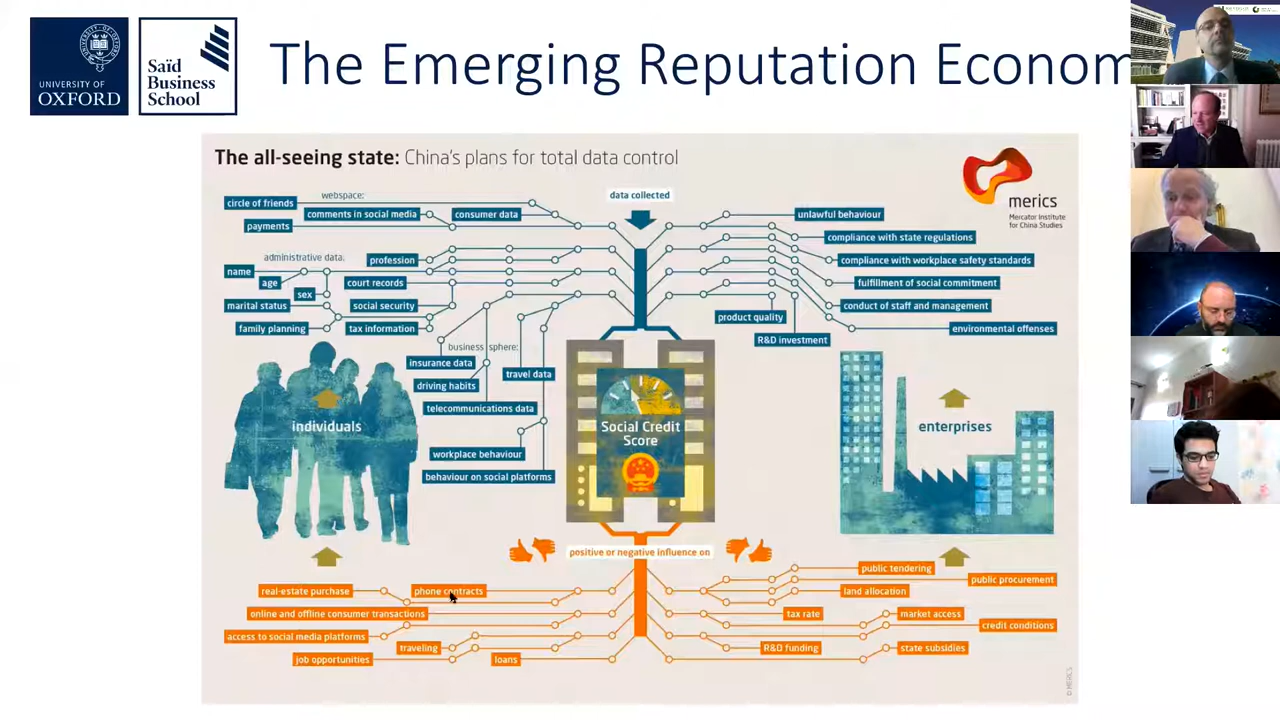 UNIVERSITY OF
OXFORD
Saïd
Business
School
The Emerging Reputation Econom
The all-seeing state: China's plans for total data control
merics
Mercator Institute
for China Studies
data collected
webspace:
circle of friends
comments in social media
consumer data
payments
administrative data:
profession
name
age
court records
sex
marital status
social security
family planning
tax information
business sphere:
insurance data
travel data
driving habits
telecommunications data
workplace behaviour
behaviour on social platforms
individuals
unlawful behaviour
compliance with state regulations
compliance with workplace safety standards
fulfillment of social commitment
conduct of staff and management
product quality
environmental offenses
R&D investment
enterprises
Social Credit
Score
positive or negative influence on
real-estate purchase
phone contracts
online and offline consumer transactions
access to social media platforms
traveling
job opportunities
loans
public tendering
public procurement
land allocation
tax rate
market access
credit conditions
R&D funding
state subsidies
© MERICS